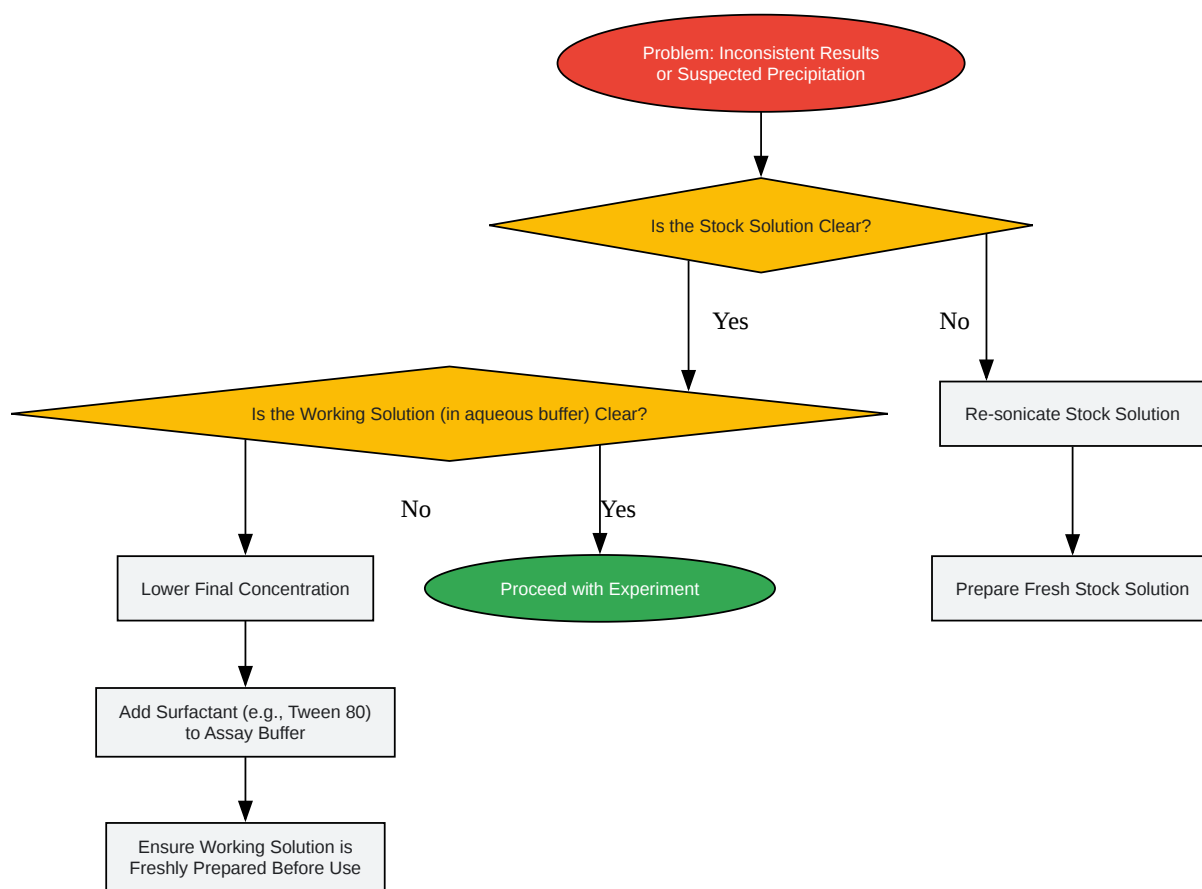 Problem: Inconsistent Results
or Suspected Precipitation
Is the Stock Solution Clear?
Yes
No
Is the Working Solution (in aqueous buffer) Clear?
Re-sonicate Stock Solution
No
Yes
Lower Final Concentration
Proceed with Experiment
Prepare Fresh Stock Solution
Add Surfactant (e.g., Tween 80)
to Assay Buffer
Ensure Working Solution is
Freshly Prepared Before Use